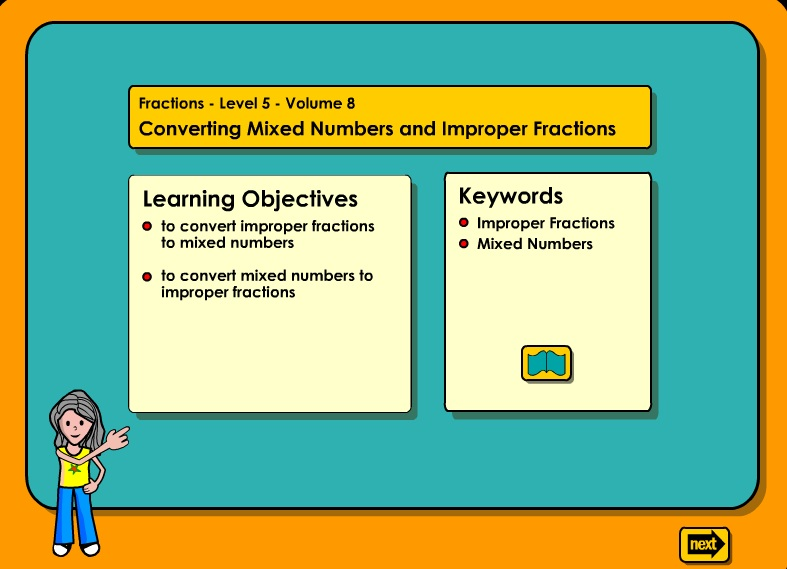 Fractions - Level 5 - Volume 8
Converting Mixed Numbers and Improper Fractions
Learning Objectives
to convert improper fractions
to mixed numbers
to convert mixed numbers to
improper fractions
Keywords
Improper Fractions
Mixed Numbers
next